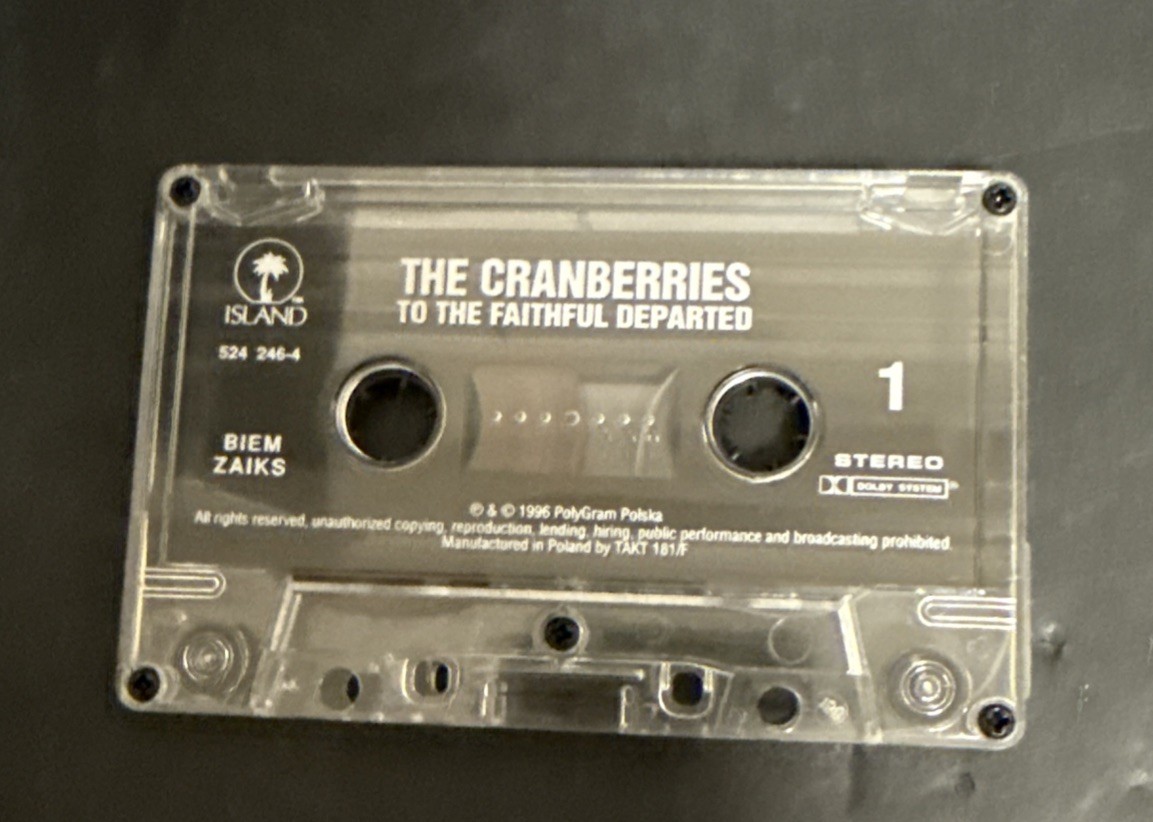 THE CRANBERRIES
TO THE FAITHFUL DEPARTED
ISLAND
524 246-4
1
BIEM
ZAIKS
STEREO
DOLBY SYSTEM
℗ & © 1996 PolyGram Polska
All rights reserved, unauthorized copying, reproduction, lending, hiring, public performance and broadcasting prohibited.
Manufactured in Poland by TAKT 181/F